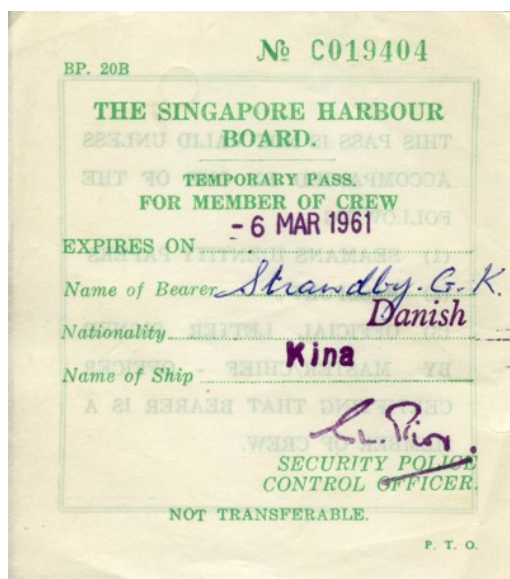 № C019404
BP. 20B
THE SINGAPORE HARBOUR
BOARD.
TEMPORARY PASS.
FOR MEMBER OF CREW
EXPIRES ON - 6 MAR 1961
Name of Bearer Strandby. G. K.
Nationality Danish
Name of Ship Kina
SECURITY POLICE
CONTROL OFFICER.
NOT TRANSFERABLE.
P. T. O.